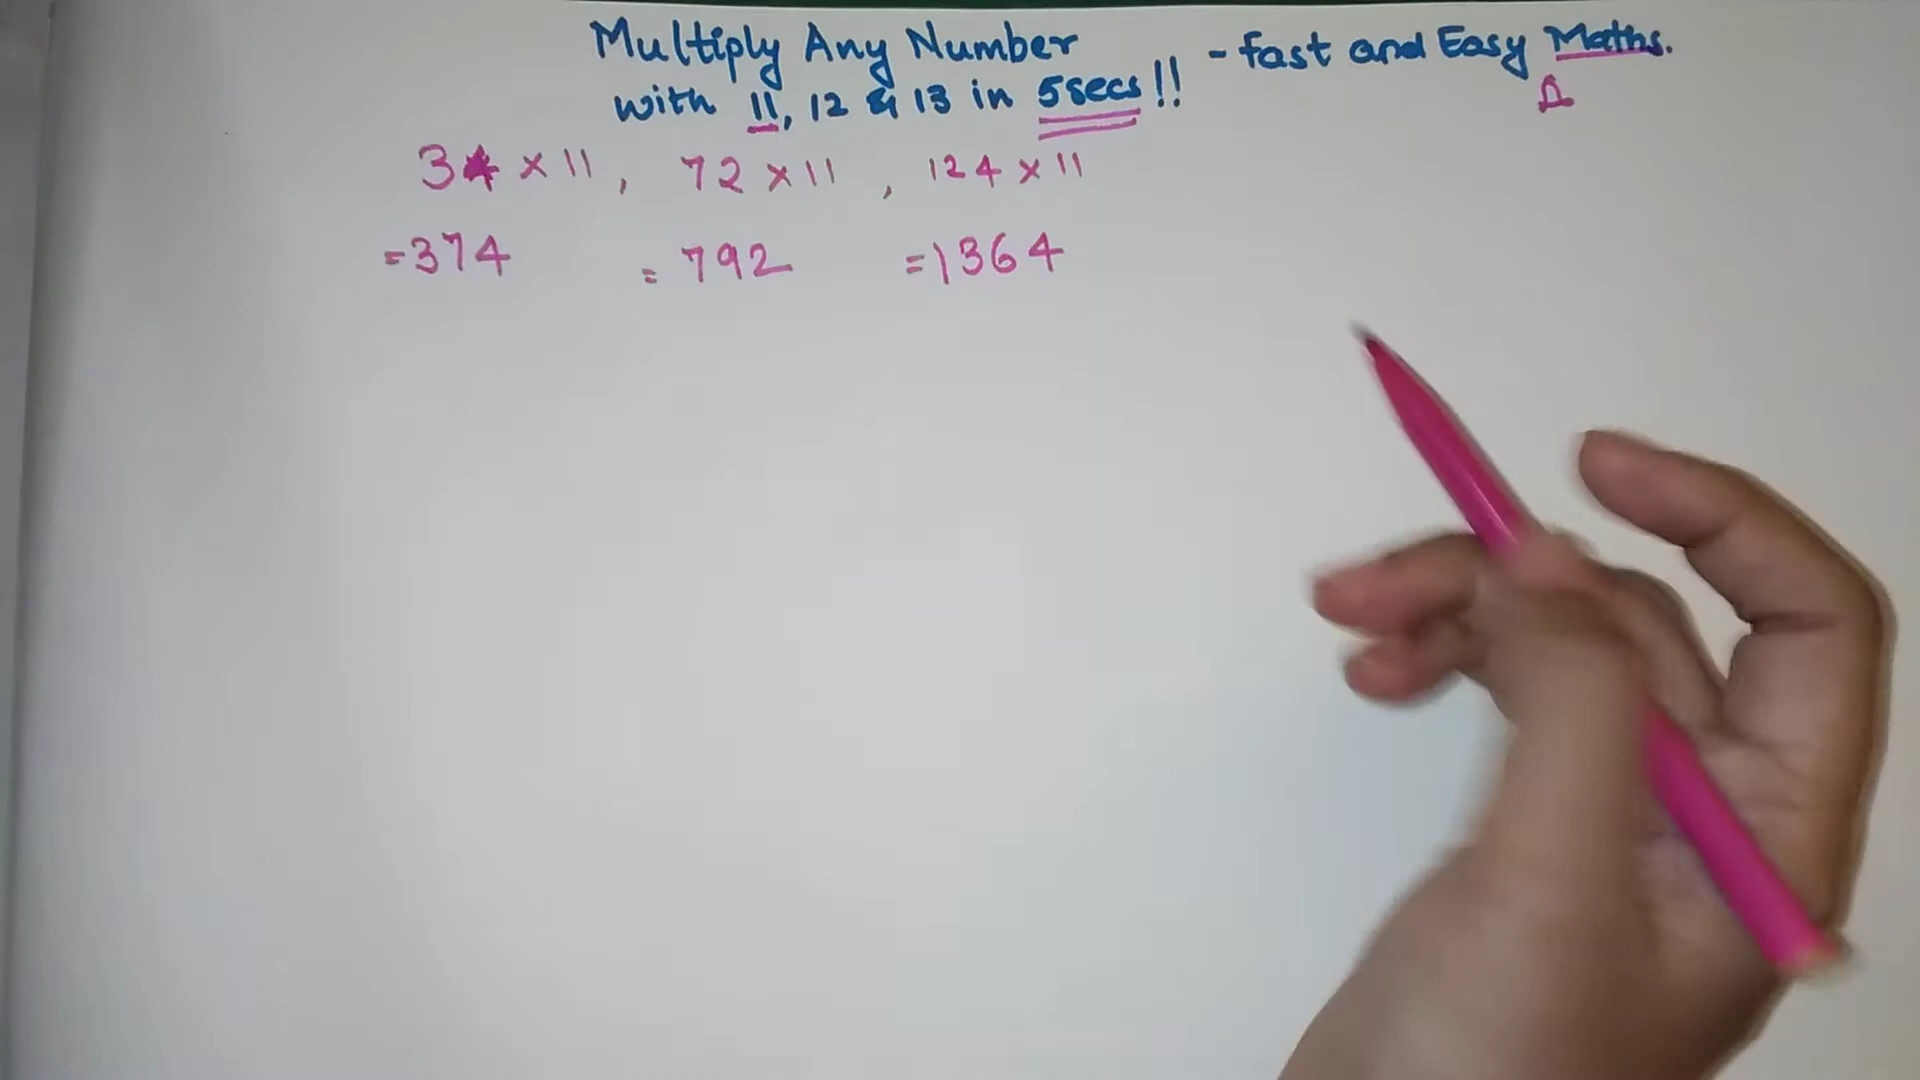 Multiply Any Number - fast and Easy Maths.
with 11, 12 & 13 in 5secs!!
34 × 11, 72 × 11, 124 × 11
=374 = 792 =1364